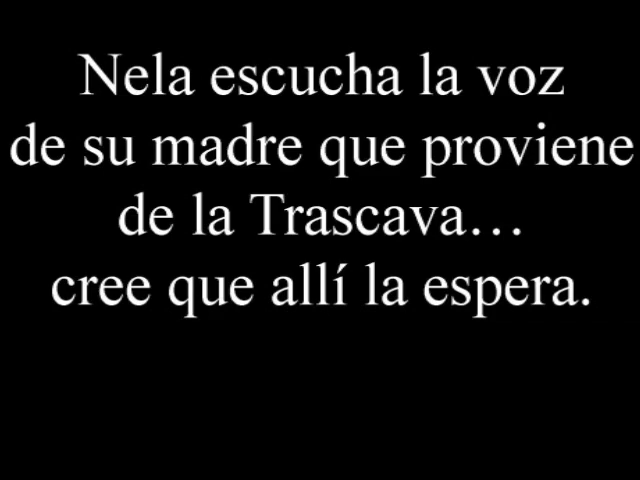 Nela escucha la voz
de su madre que proviene
de la Trascava…
cree que allí la espera.